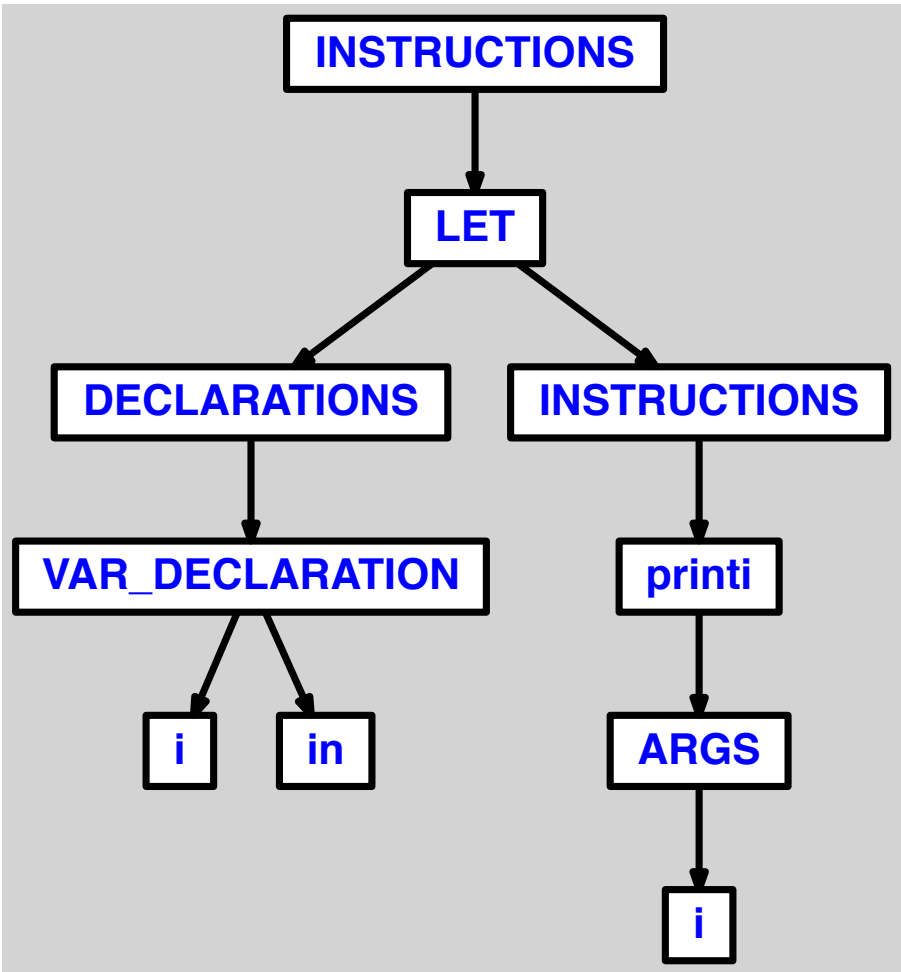 INSTRUCTIONS
LET
DECLARATIONS
INSTRUCTIONS
VAR_DECLARATION
printi
i
in
ARGS
i